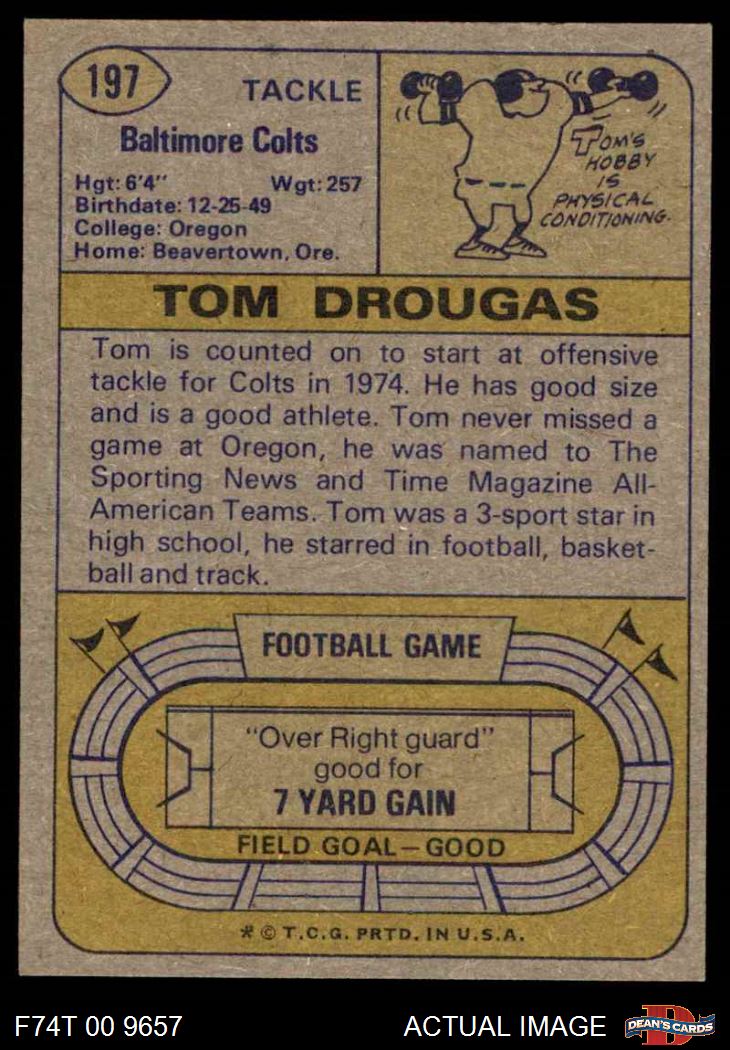 197
TACKLE
Baltimore Colts
Hgt: 6'4" Wgt: 257
Birthdate: 12-25-49
College: Oregon
Home: Beavertown, Ore.
TOM'S
HOBBY
IS
PHYSICAL
CONDITIONING.
TOM DROUGAS
Tom is counted on to start at offensive
tackle for Colts in 1974. He has good size
and is a good athlete. Tom never missed a
game at Oregon, he was named to The
Sporting News and Time Magazine All-
American Teams. Tom was a 3-sport star in
high school, he starred in football, basket-
ball and track.
FOOTBALL GAME
"Over Right guard"
good for
7 YARD GAIN
FIELD GOAL—GOOD
* © T.C.G. PRTD. IN U.S.A.
F74T 00 9657
ACTUAL IMAGE
D
DEAN'S CARDS